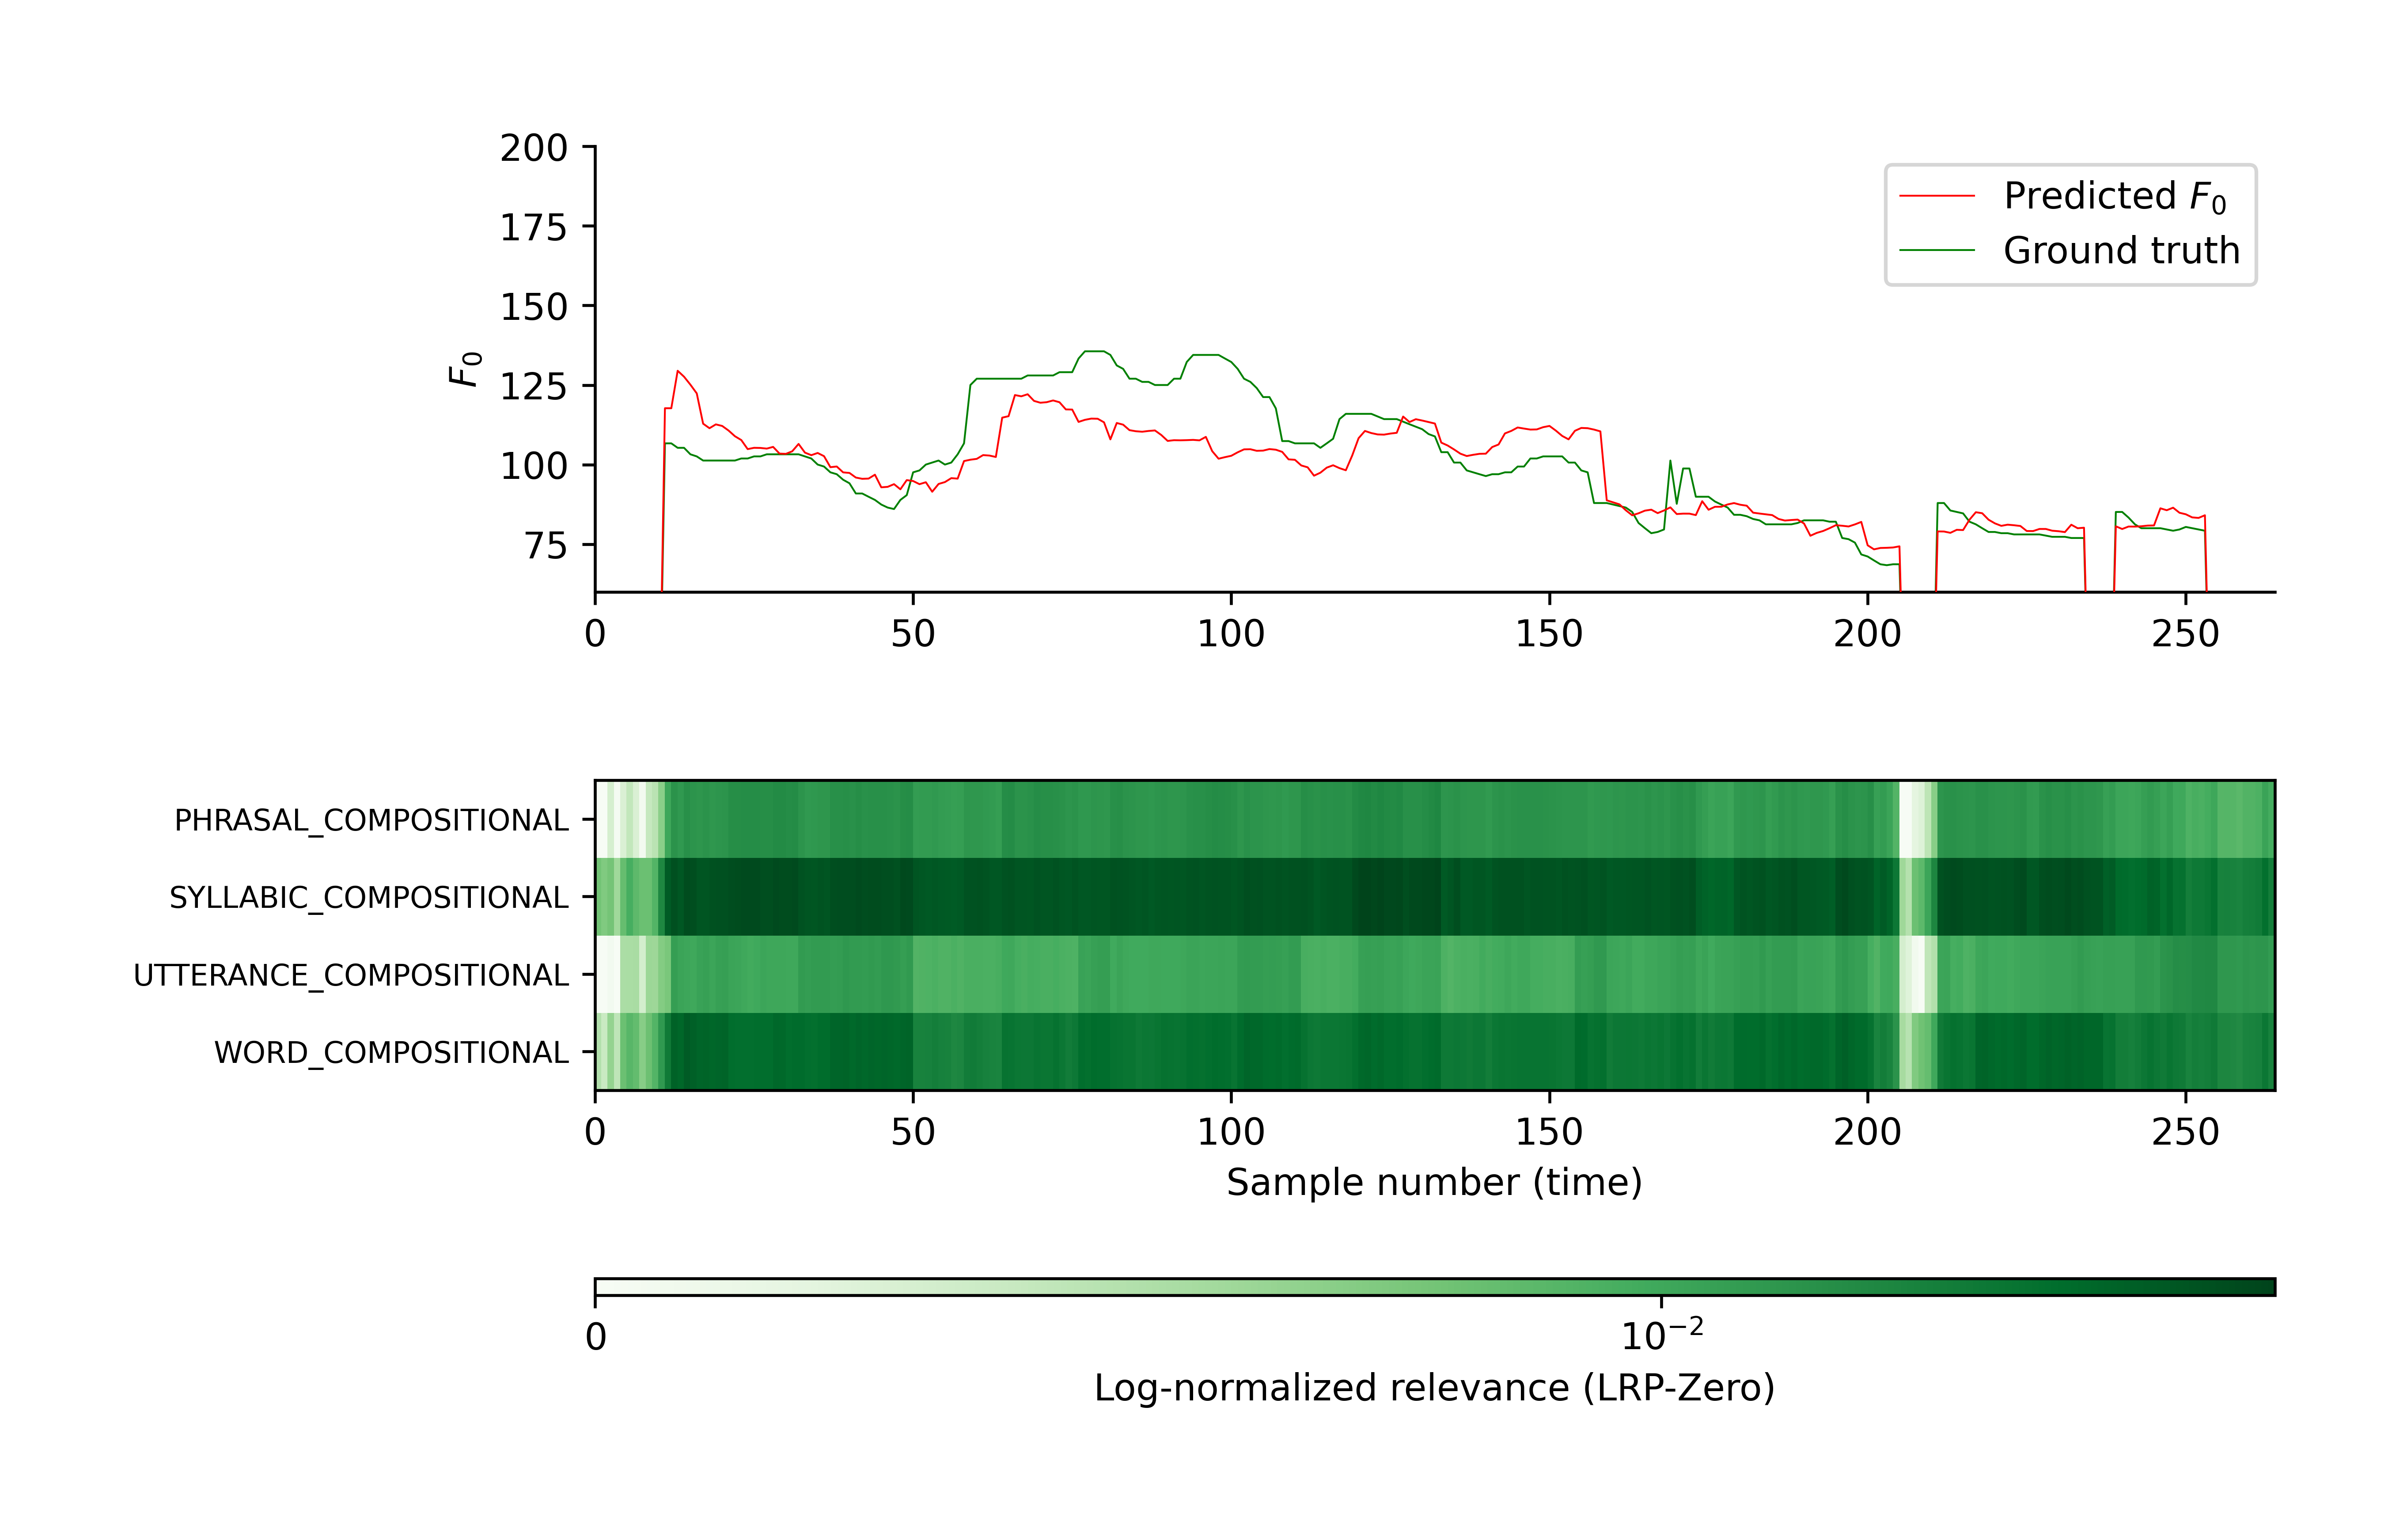 200
175
150
125
100
75
F₀
Predicted F₀
Ground truth
0 50 100 150 200 250
PHRASAL_COMPOSITIONAL
SYLLABIC_COMPOSITIONAL
UTTERANCE_COMPOSITIONAL
WORD_COMPOSITIONAL
0 50 100 150 200 250
Sample number (time)
0 10⁻²
Log-normalized relevance (LRP-Zero)